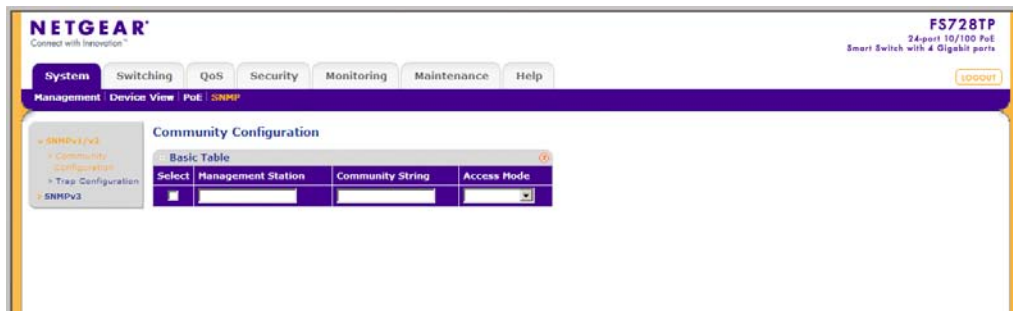 NETGEAR
Connect with Innovation™
FS728TP
24-port 10/100 PoE
Smart Switch with 4 Gigabit ports
System Switching QoS Security Monitoring Maintenance Help
LOGOUT
Management Device View PoE SNMP
SNMPv1/v2
Community Configuration
Trap Configuration
SNMPv3
Community Configuration
Basic Table
Select Management Station Community String Access Mode